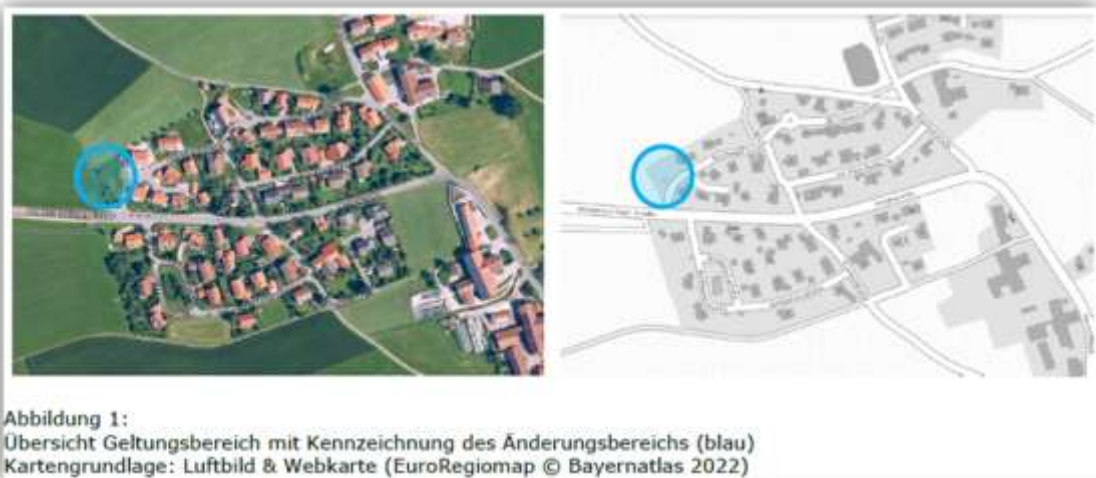 Abbildung 1:
Übersicht Geltungsbereich mit Kennzeichnung des Änderungsbereichs (blau)
Kartengrundlage: Luftbild & Webkarte (EuroRegiomap © Bayernatlas 2022)